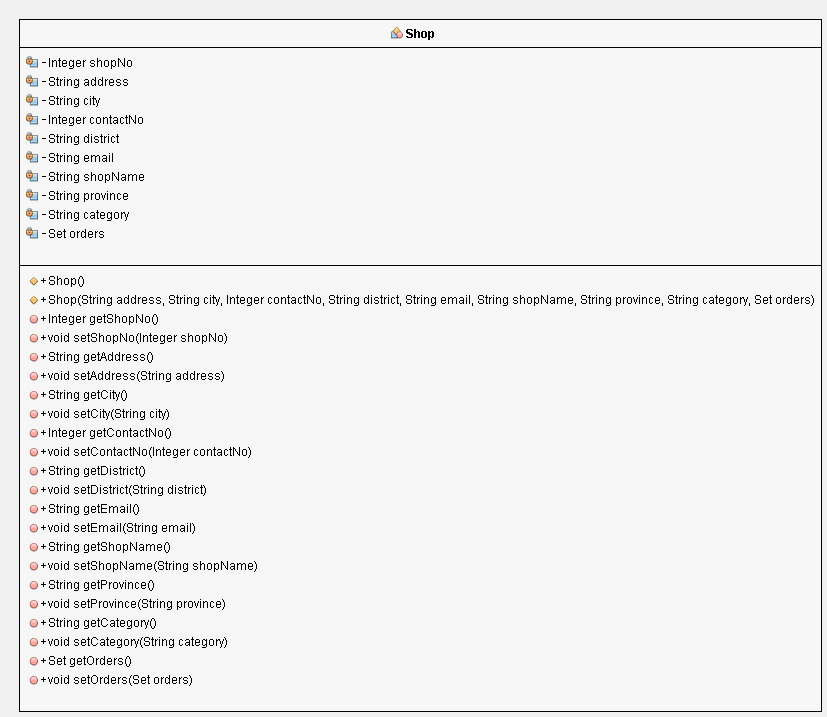 Shop
-Integer shopNo
-String address
-String city
-Integer contactNo
-String district
-String email
-String shopName
-String province
-String category
-Set orders
+Shop()
+Shop(String address, String city, Integer contactNo, String district, String email, String shopName, String province, String category, Set orders)
+Integer getShopNo()
+void setShopNo(Integer shopNo)
+String getAddress()
+void setAddress(String address)
+String getCity()
+void setCity(String city)
+Integer getContactNo()
+void setContactNo(Integer contactNo)
+String getDistrict()
+void setDistrict(String district)
+String getEmail()
+void setEmail(String email)
+String getShopName()
+void setShopName(String shopName)
+String getProvince()
+void setProvince(String province)
+String getCategory()
+void setCategory(String category)
+Set getOrders()
+void setOrders(Set orders)